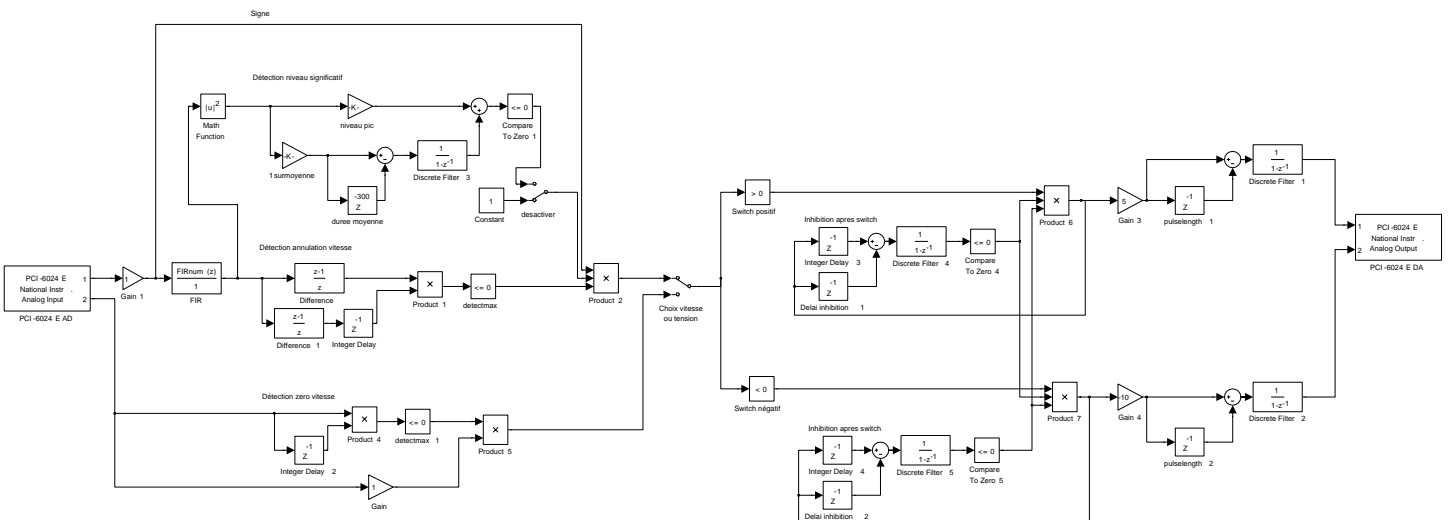 Signe
Détection niveau significatif
|u|²
Math
Function
-K-
niveau pic
<= 0
Compare
To Zero 1
-K-
1 surmoyenne
1
1-z-1
Discrete Filter 3
-300
Z
duree moyenne
1
Constant
desactiver
Détection annulation vitesse
PCI -6024 E
National Instr .
Analog Input
1
2
PCI -6024 E AD
1
Gain 1
FIRnum (z)
1
FIR
z-1
z
Difference
z-1
z
Difference 1
-1
Z
Integer Delay
×
Product 1
<= 0
detectmax
×
Product 2
Choix vitesse
ou tension
Détection zero vitesse
-1
Z
Integer Delay 2
×
Product 4
<= 0
detectmax 1
×
Product 5
1
Gain
> 0
Switch positif
Inhibition apres switch
-1
Z
Integer Delay 3
-1
Z
Delai inhibition 1
1
1-z-1
Discrete Filter 4
<= 0
Compare
To Zero 4
×
Product 6
5
Gain 3
-1
Z
pulselength 1
1
1-z-1
Discrete Filter 1
1
2
PCI -6024 E
National Instr .
Analog Output
PCI -6024 E DA
< 0
Switch négatif
×
Product 7
-10
Gain 4
-1
Z
pulselength 2
1
1-z-1
Discrete Filter 2
Inhibition apres switch
-1
Z
Integer Delay 4
-1
Z
Delai inhibition 2
1
1-z-1
Discrete Filter 5
<= 0
Compare
To Zero 5